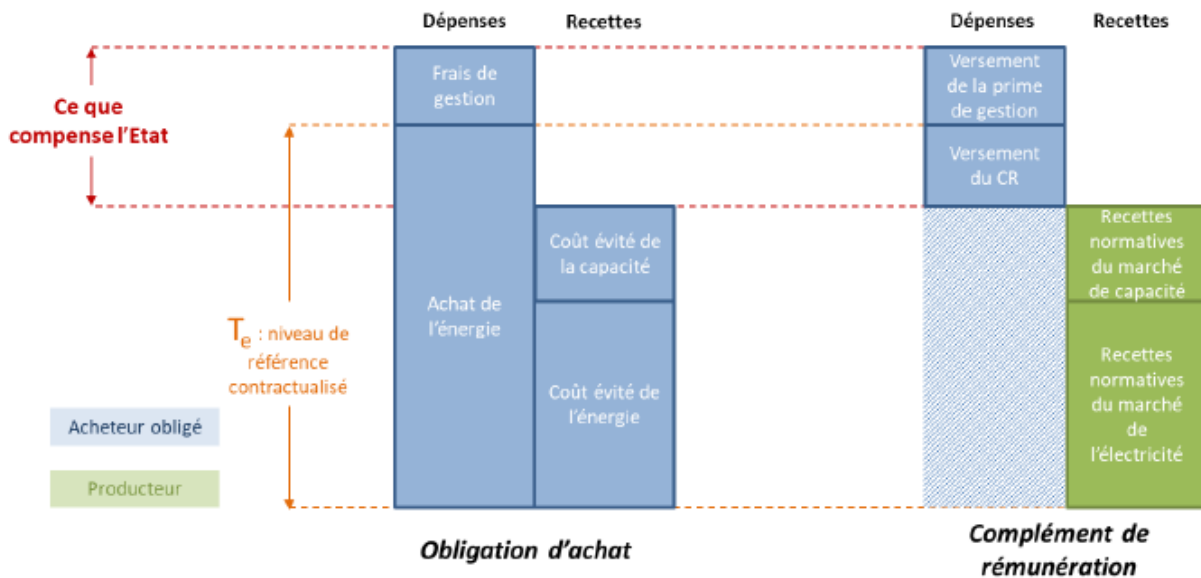 Dépenses
Recettes
Dépenses
Recettes
Ce que
compense l'Etat
Frais de
gestion
Versement
de la prime
de gestion
Versement
du CR
Te : niveau de
référence
contractualisé
Achat de
l'énergie
Coût évité de
la capacité
Coût évité de
l'énergie
Recettes
normatives
du marché
de capacité
Recettes
normatives
du marché
de
l'électricité
Acheteur obligé
Producteur
Obligation d'achat
Complément de
rémunération